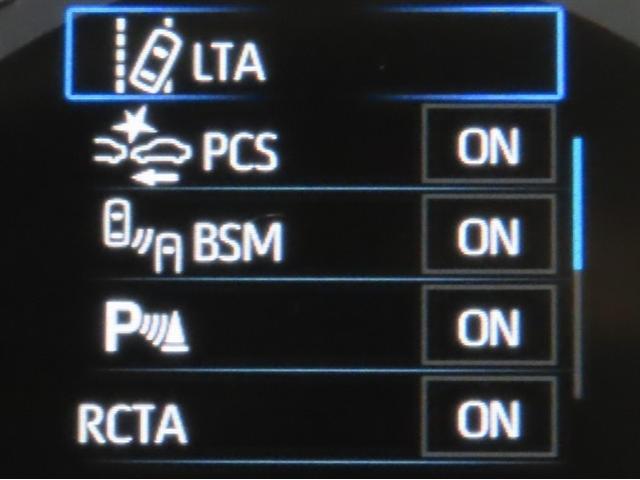 LTA
PCS ON
BSM ON
P ON
RCTA ON